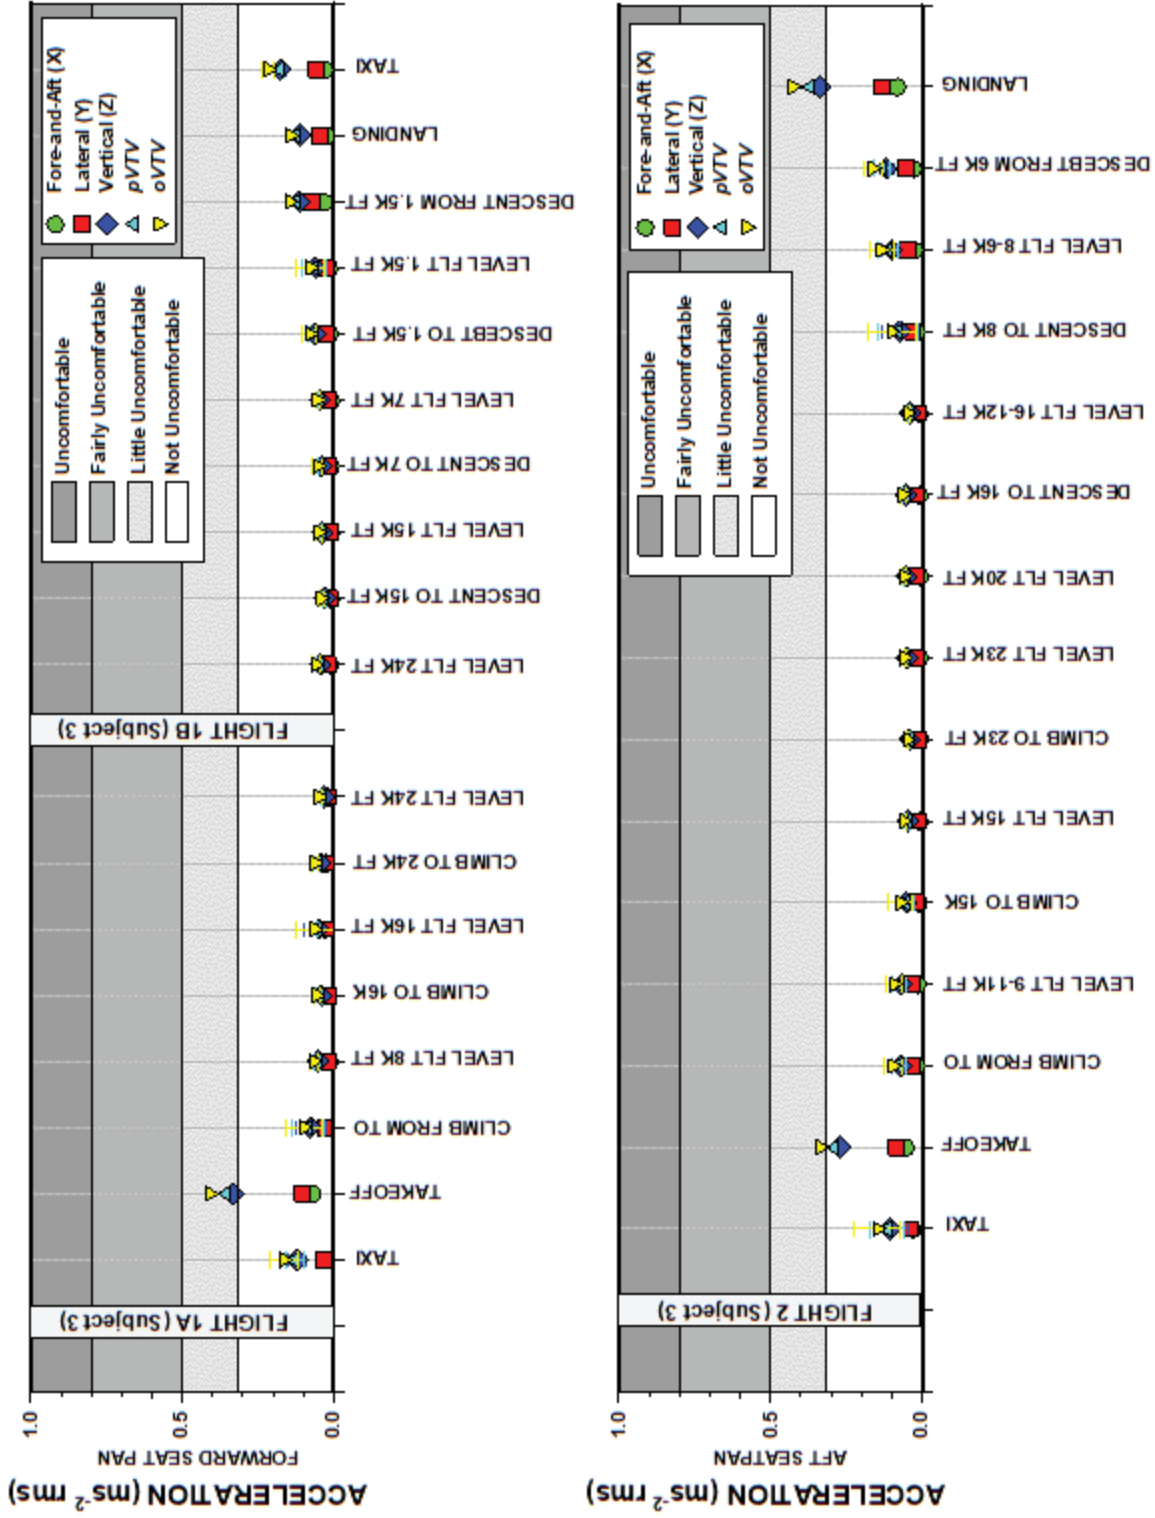 ACCELERATION (ms⁻² rms)
FORWARD SEAT PAN
1.0
0.5
0.0
FLIGHT 1A (Subject 3)
TAXI
TAKEOFF
CLIMB FROM TO
LEVEL FLT 8K FT
CLIMB TO 16K
LEVEL FLT 16K FT
CLIMB TO 24K FT
LEVEL FLT 24K FT
FLIGHT 1B (Subject 3)
LEVEL FLT 24K FT
DESCENT TO 15K FT
LEVEL FLT 15K FT
DESCENT TO 7K FT
LEVEL FLT 7K FT
DESCEBT TO 1.5K FT
LEVEL FLT 1.5K FT
DESCENT FROM 1.5K FT
LANDING
TAXI
Uncomfortable
Fairly Uncomfortable
Little Uncomfortable
Not Uncomfortable
Fore-and-Aft (X)
Lateral (Y)
Vertical (Z)
pVTV
oVTV
ACCELERATION (ms⁻² rms)
AFT SEATPAN
1.0
0.5
0.0
FLIGHT 2 (Subject 3)
TAXI
TAKEOFF
CLIMB FROM TO
LEVEL FLT 9-11K FT
CLIMB TO 15K
LEVEL FLT 15K FT
CLIMB TO 23K FT
LEVEL FLT 23K FT
LEVEL FLT 20K FT
DESCENT TO 16K FT
LEVEL FLT 16-12K FT
DESCENT TO 8K FT
LEVEL FLT 8-6K FT
DESCEBT FROM 6K FT
LANDING
Uncomfortable
Fairly Uncomfortable
Little Uncomfortable
Not Uncomfortable
Fore-and-Aft (X)
Lateral (Y)
Vertical (Z)
pVTV
oVTV